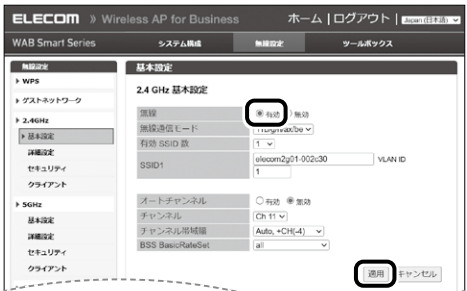 ELECOM » Wireless AP for Business ホーム | ログアウト | Japan (日本語)
WAB Smart Series システム構成 無線設定 ツールボックス
無線設定
WPS
ゲストネットワーク
2.4GHz
基本設定
詳細設定
セキュリティ
クライアント
5GHz
基本設定
詳細設定
セキュリティ
クライアント
基本設定
2.4 GHz 基本設定
無線 有効 無効
無線通信モード 11b/g/n/ax/be
有効 SSID 数 1
SSID1 elecom2g01-002c30 VLAN ID
1
オートチャンネル 有効 無効
チャンネル Ch 11
チャンネル帯域幅 Auto, +CH(-4)
BSS BasicRateSet all
適用 キャンセル